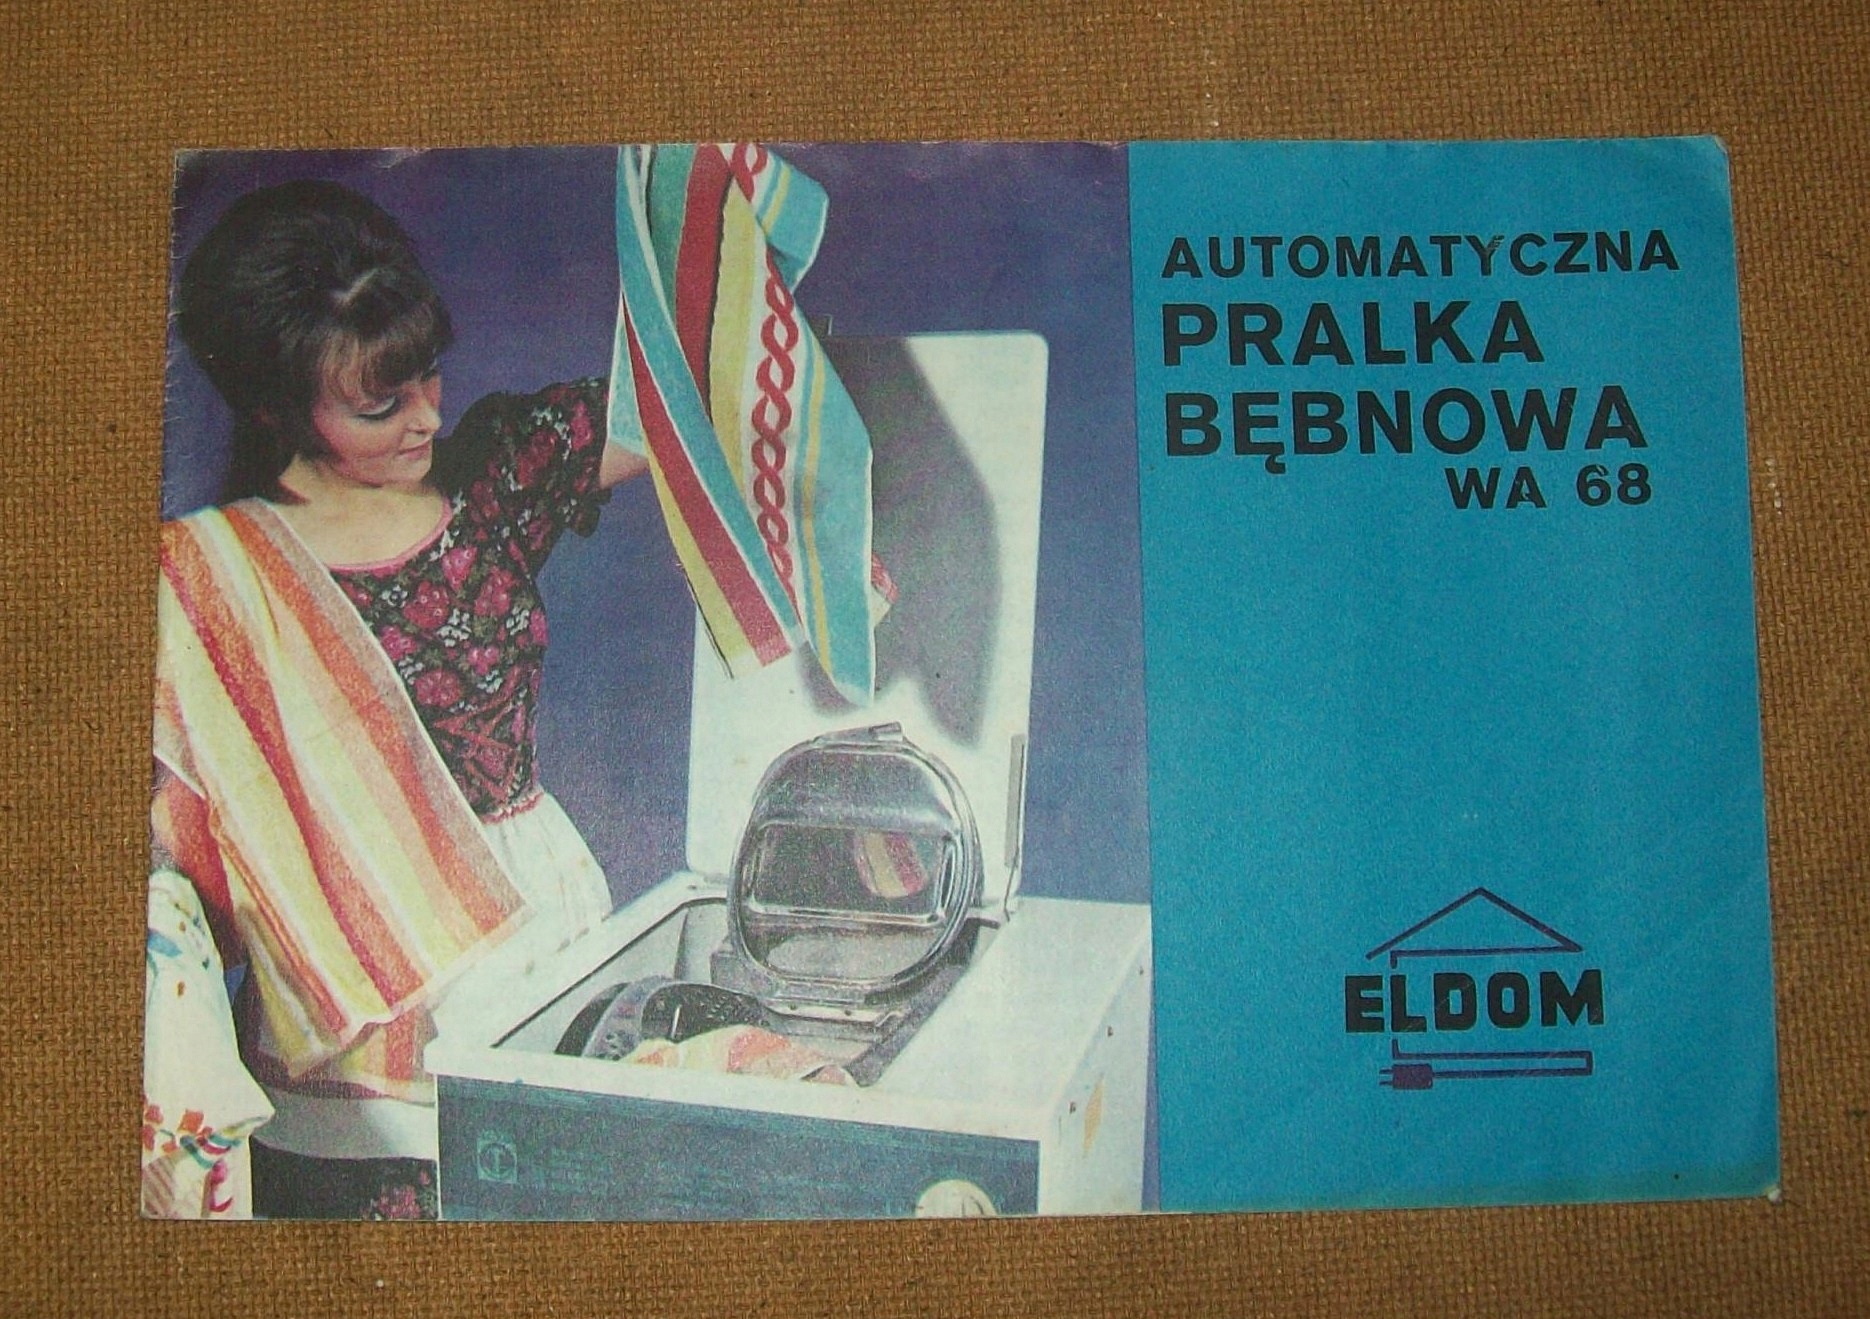 AUTOMATYCZNA
PRALKA
BĘBNOWA
WA 68
ELDOM